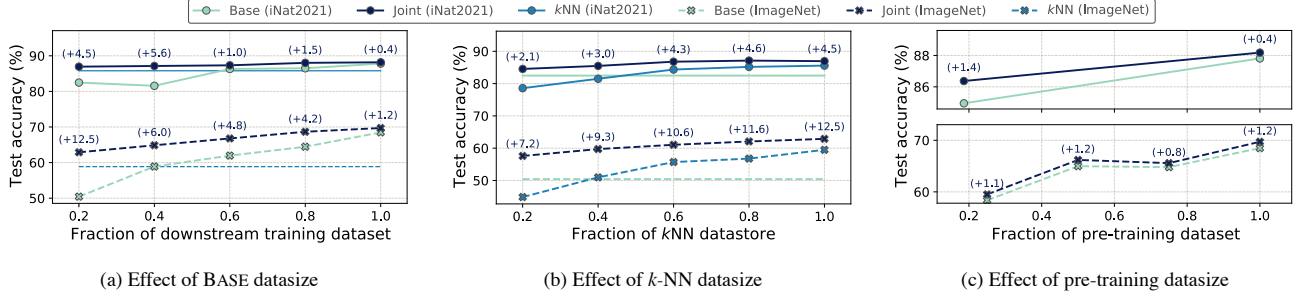 Base (iNat2021) Joint (iNat2021) kNN (iNat2021) Base (ImageNet) Joint (ImageNet) kNN (ImageNet)
Test accuracy (%)
90
80
70
60
50
(+4.5) (+5.6) (+1.0) (+1.5) (+0.4)
(+12.5) (+6.0) (+4.8) (+4.2) (+1.2)
0.2 0.4 0.6 0.8 1.0
Fraction of downstream training dataset
(a) Effect of BASE datasize
Test accuracy (%)
90
80
70
60
50
(+2.1) (+3.0) (+4.3) (+4.6) (+4.5)
(+7.2) (+9.3) (+10.6) (+11.6) (+12.5)
0.2 0.4 0.6 0.8 1.0
Fraction of kNN datastore
(b) Effect of k-NN datasize
Test accuracy (%)
88
86
(+1.4) (+0.4)
70
60
(+1.1) (+1.2) (+0.8) (+1.2)
0.2 0.4 0.6 0.8 1.0
Fraction of pre-training dataset
(c) Effect of pre-training datasize